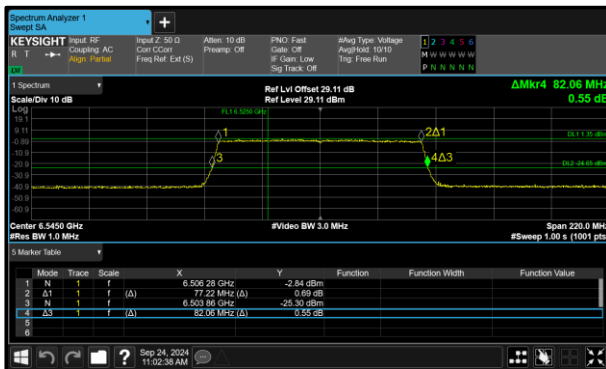 Spectrum Analyzer 1
Swept SA
KEYSIGHT Input: RF Input Z: 50 Ω Atten: 10 dB PNO: Fast #Avg Type: Voltage 1 2 3 4 5 6
R T Coupling: AC Corr CCorr Preamp: Off Gate: Off Avg|Hold: 10/10 M W W W W W
Align: Partial Freq Ref: Ext (S) IF Gain: Low Trig: Free Run P N N N N N
Sig Track: Off
1 Spectrum Ref Lvl Offset 29.11 dB ΔMkr4 82.06 MHz
Scale/Div 10 dB Ref Level 29.11 dBm 0.55 dB
Log
FL1 6.5250 GHz
19.1
9.11
1 2Δ1
DL1 1.35 dBm
-0.89
-10.9
3 4Δ3
-20.9
DL2 -24.65 dBm
-30.9
-40.9
-50.9
-60.9
Center 6.5450 GHz #Video BW 3.0 MHz Span 220.0 MHz
#Res BW 1.0 MHz #Sweep 1.00 s (1001 pts)
5 Marker Table
Mode Trace Scale X Y Function Function Width Function Value
1 N 1 f 6.506 28 GHz -2.84 dBm
2 Δ1 1 f (Δ) 77.22 MHz (Δ) 0.69 dB
3 N 1 f 6.503 86 GHz -25.30 dBm
4 Δ3 1 f (Δ) 82.06 MHz (Δ) 0.55 dB
5
6
? Sep 24, 2024
11:02:38 AM